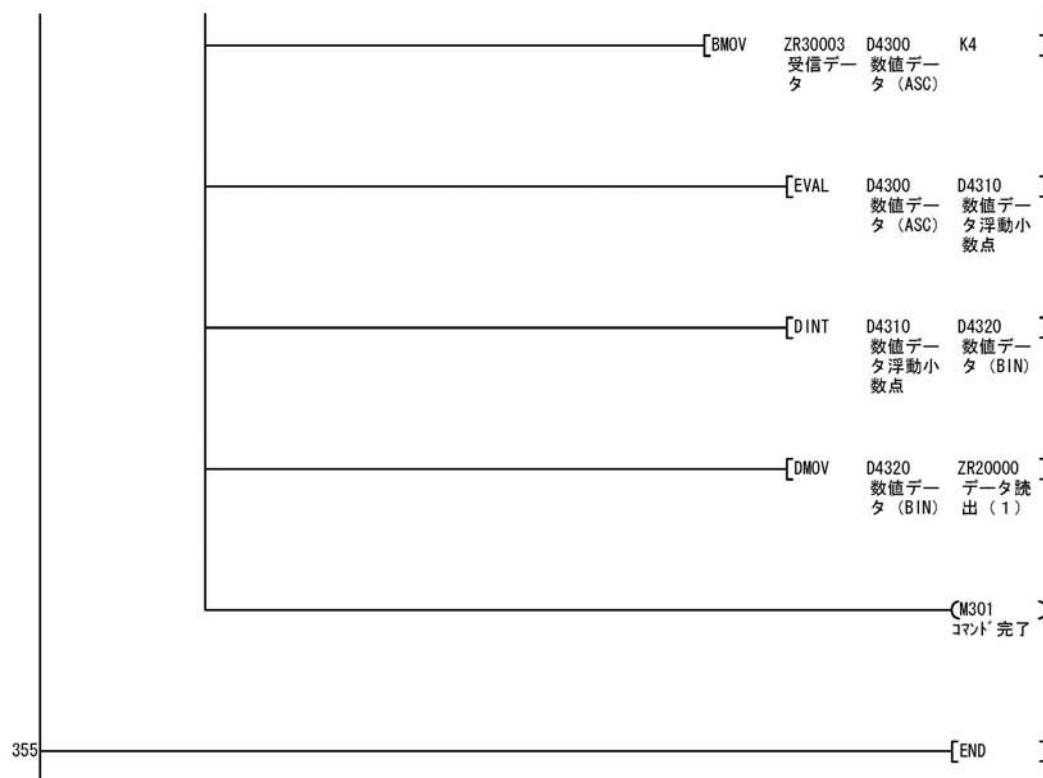 [BMOV ZR30003 D4300 K4 ]
受信デー 数値デー
タ タ (ASC)
[EVAL D4300 D4310 ]
数値デー 数値デー
タ (ASC) タ浮動小
数点
[DINT D4310 D4320 ]
数値デー 数値デー
タ浮動小 タ (BIN)
数点
[DMOV D4320 ZR20000 ]
数値デー データ読
タ (BIN) 出(1)
(M301 )
コマンド完了
355 [END ]